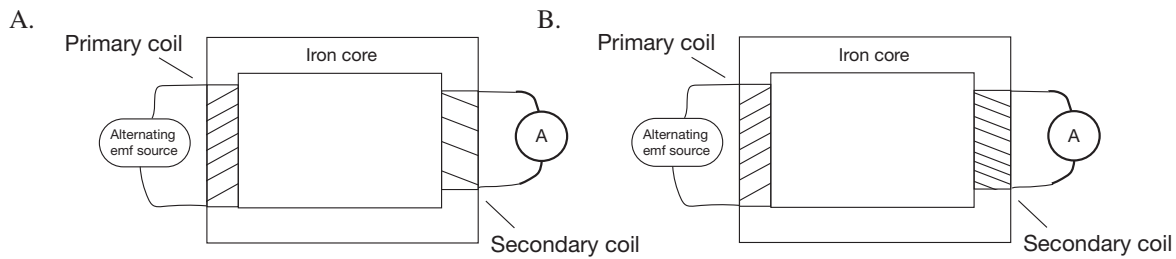 A.
Primary coil
Iron core
Alternating
emf source
A
Secondary coil
B.
Primary coil
Iron core
Alternating
emf source
A
Secondary coil